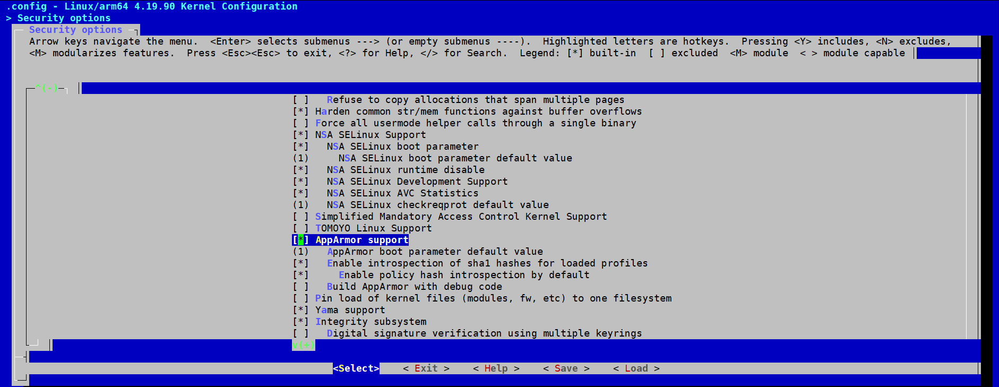 .config - Linux/arm64 4.19.90 Kernel Configuration
> Security options
Security options
Arrow keys navigate the menu.  <Enter> selects submenus ---> (or empty submenus ----).  Highlighted letters are hotkeys.  Pressing <Y> includes, <N> excludes,
<M> modularizes features.  Press <Esc><Esc> to exit, <?> for Help, </> for Search.  Legend: [*] built-in  [ ] excluded  <M> module  < > module capable
^(-)
[ ]   Refuse to copy allocations that span multiple pages
[*] Harden common str/mem functions against buffer overflows
[ ] Force all usermode helper calls through a single binary
[*] NSA SELinux Support
[*]   NSA SELinux boot parameter
(1)     NSA SELinux boot parameter default value
[*]   NSA SELinux runtime disable
[*]   NSA SELinux Development Support
[*]   NSA SELinux AVC Statistics
(1)   NSA SELinux checkreqprot default value
[ ] Simplified Mandatory Access Control Kernel Support
[ ] TOMOYO Linux Support
[*] AppArmor support
(1)   AppArmor boot parameter default value
[*]   Enable introspection of sha1 hashes for loaded profiles
[*]     Enable policy hash introspection by default
[ ]   Build AppArmor with debug code
[ ] Pin load of kernel files (modules, fw, etc) to one filesystem
[*] Yama support
[*] Integrity subsystem
[ ]   Digital signature verification using multiple keyrings
v(+)
<Select>    < Exit >    < Help >    < Save >    < Load >